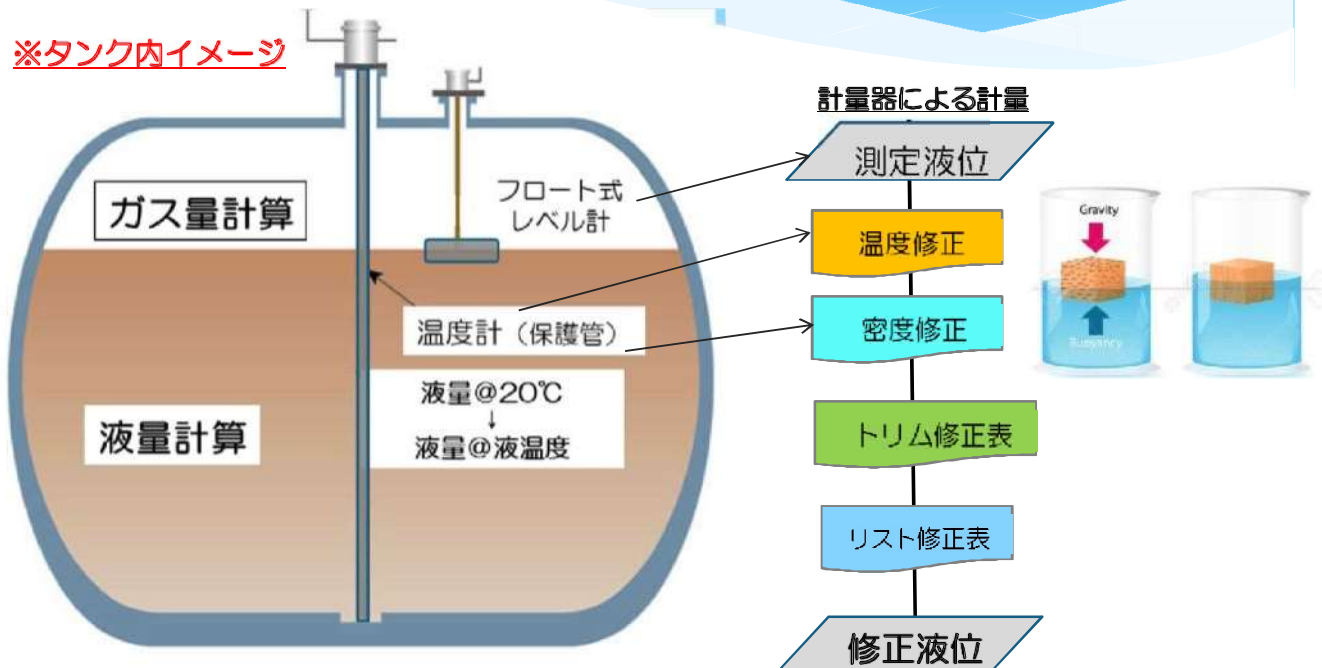 ※タンク内イメージ
ガス量計算
フロート式
レベル計
温度計（保護管）
液量@20℃
↓
液量@液温度
液量計算
計量器による計量
測定液位
温度修正
密度修正
トリム修正表
リスト修正表
修正液位
Gravity
Buoyancy